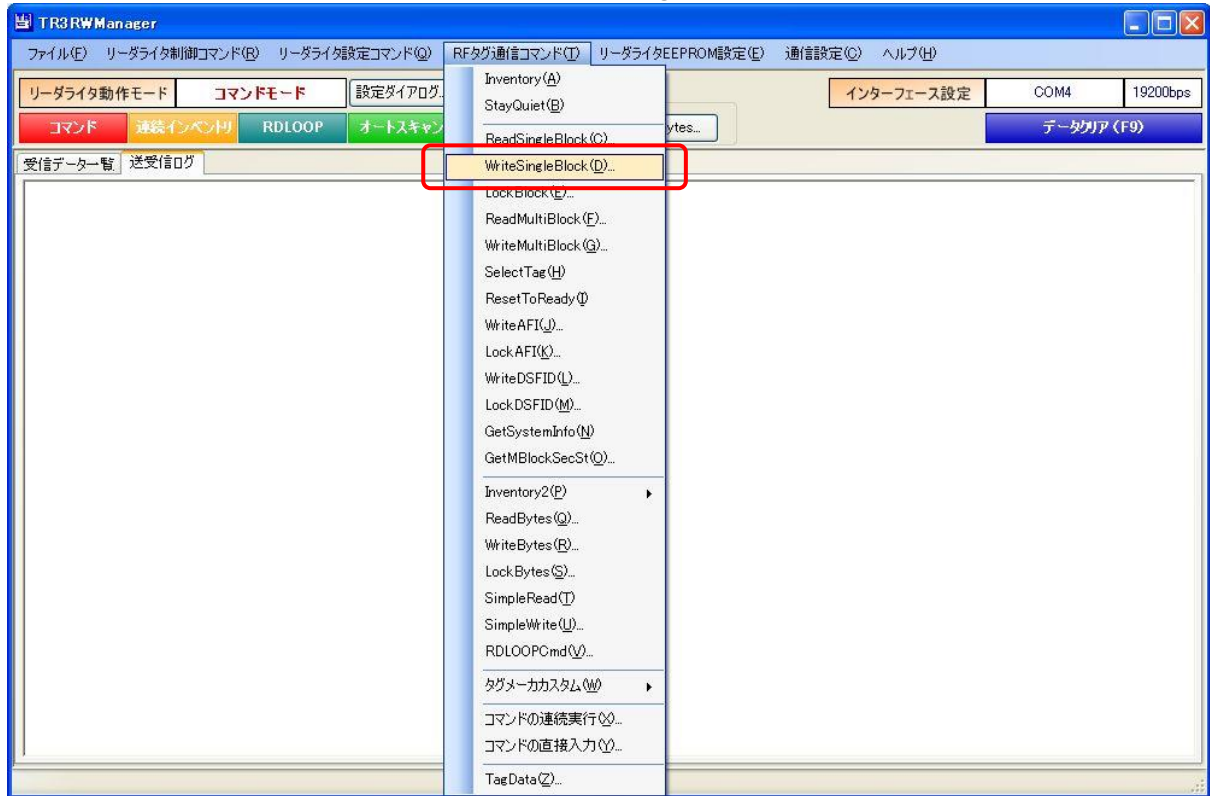 TR3RWManager
ファイル(F) リーダライタ制御コマンド(R) リーダライタ設定コマンド(Q) RFタグ通信コマンド(T) リーダライタEEPROM設定(E) 通信設定(C) ヘルプ(H)
リーダライタ動作モード コマンドモード 設定ダイアログ インターフェース設定 COM4 19200bps
コマンド 連続インベントリ RDLOOP オートスキャン ytes... データクリア(F9)
受信データ一覧 送受信ログ
Inventory(A)
StayQuiet(B)
ReadSingleBlock(C)...
WriteSingleBlock(D)...
LockBlock(E)...
ReadMultiBlock(F)...
WriteMultiBlock(G)...
SelectTag(H)
ResetToReady(I)
WriteAFI(J)...
LockAFI(K)...
WriteDSFID(L)...
LockDSFID(M)...
GetSystemInfo(N)
GetMBlockSecSt(O)...
Inventory2(P)
ReadBytes(Q)...
WriteBytes(R)...
LockBytes(S)...
SimpleRead(T)
SimpleWrite(U)...
RDLOOPCmd(V)...
タグメーカカスタム(W)
コマンドの連続実行(X)...
コマンドの直接入力(Y)...
TagData(Z)...